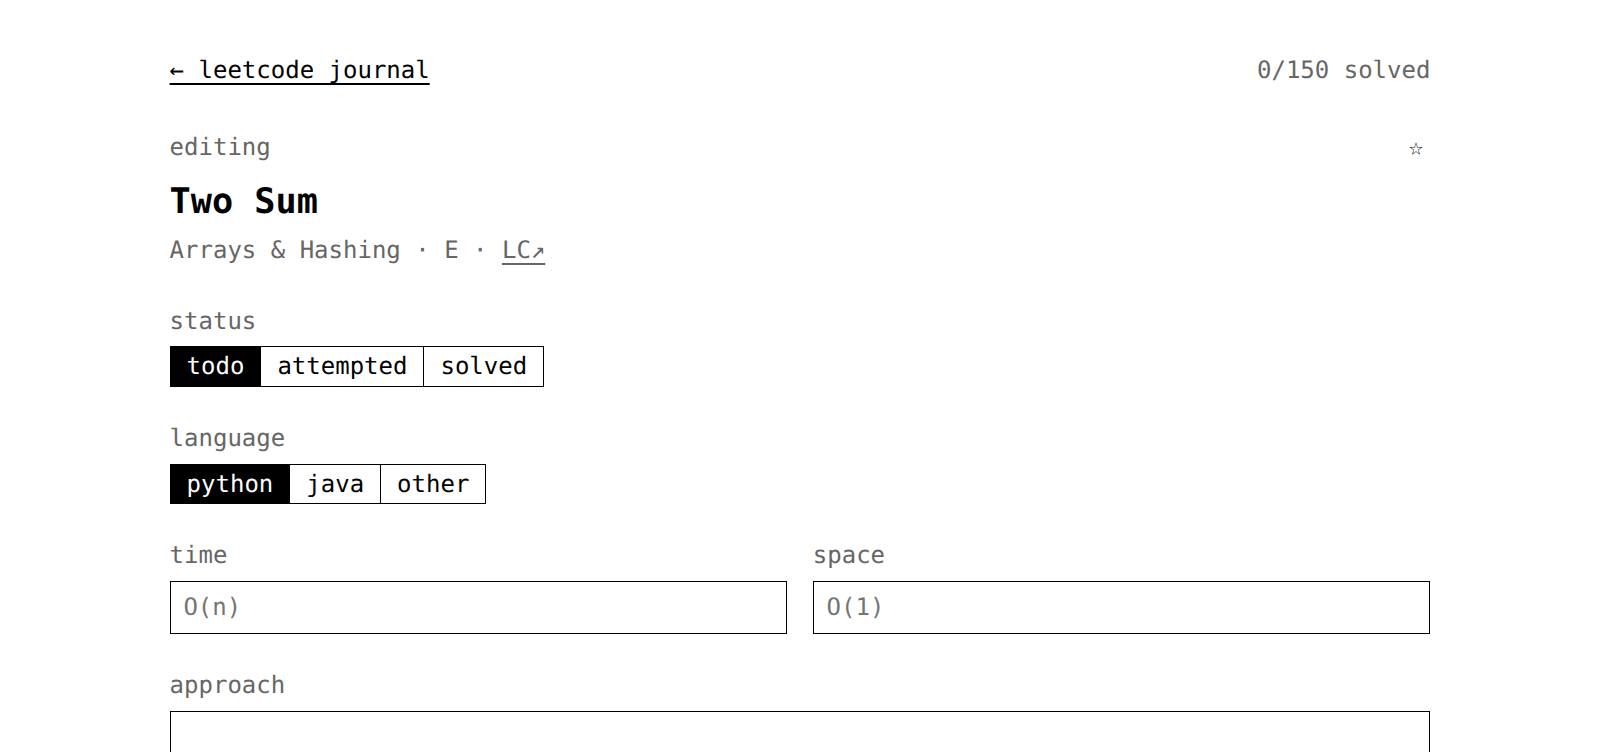 ← leetcode journal 0/150 solved
editing ☆
Two Sum
Arrays & Hashing · E · LC↗
status
todo attempted solved
language
python java other
time space
O(n) O(1)
approach